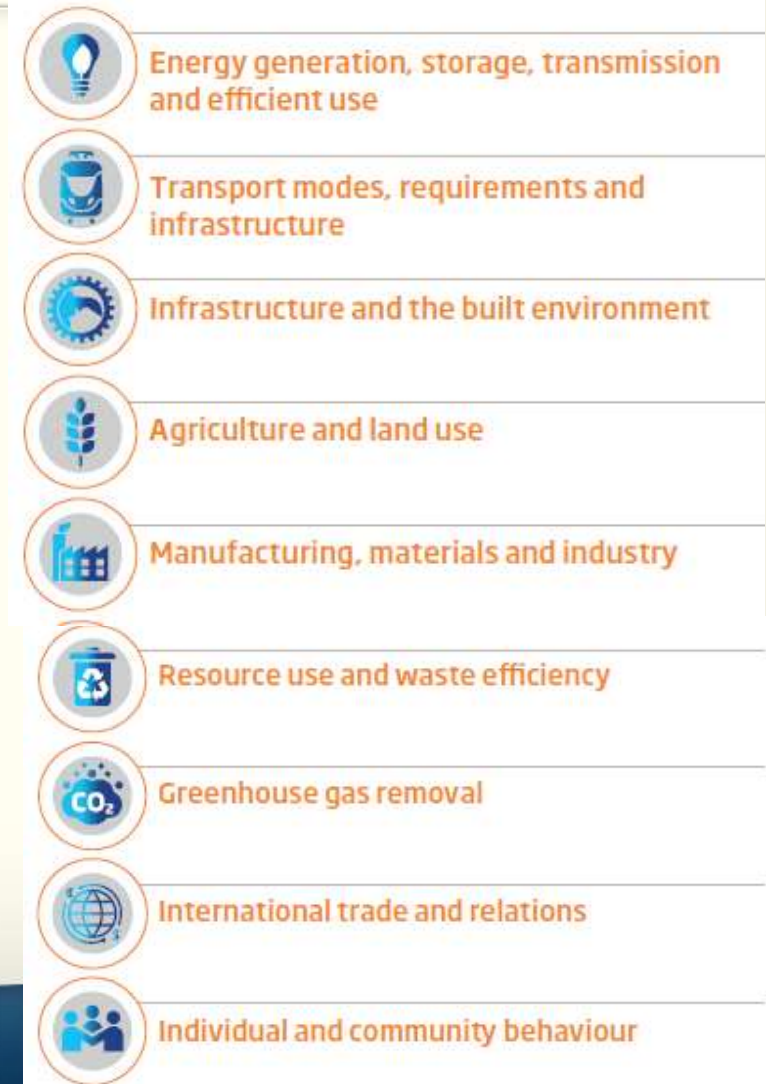 Energy generation, storage, transmission
and efficient use
Transport modes, requirements and
infrastructure
Infrastructure and the built environment
Agriculture and land use
Manufacturing, materials and industry
Resource use and waste efficiency
CO₂
Greenhouse gas removal
International trade and relations
Individual and community behaviour